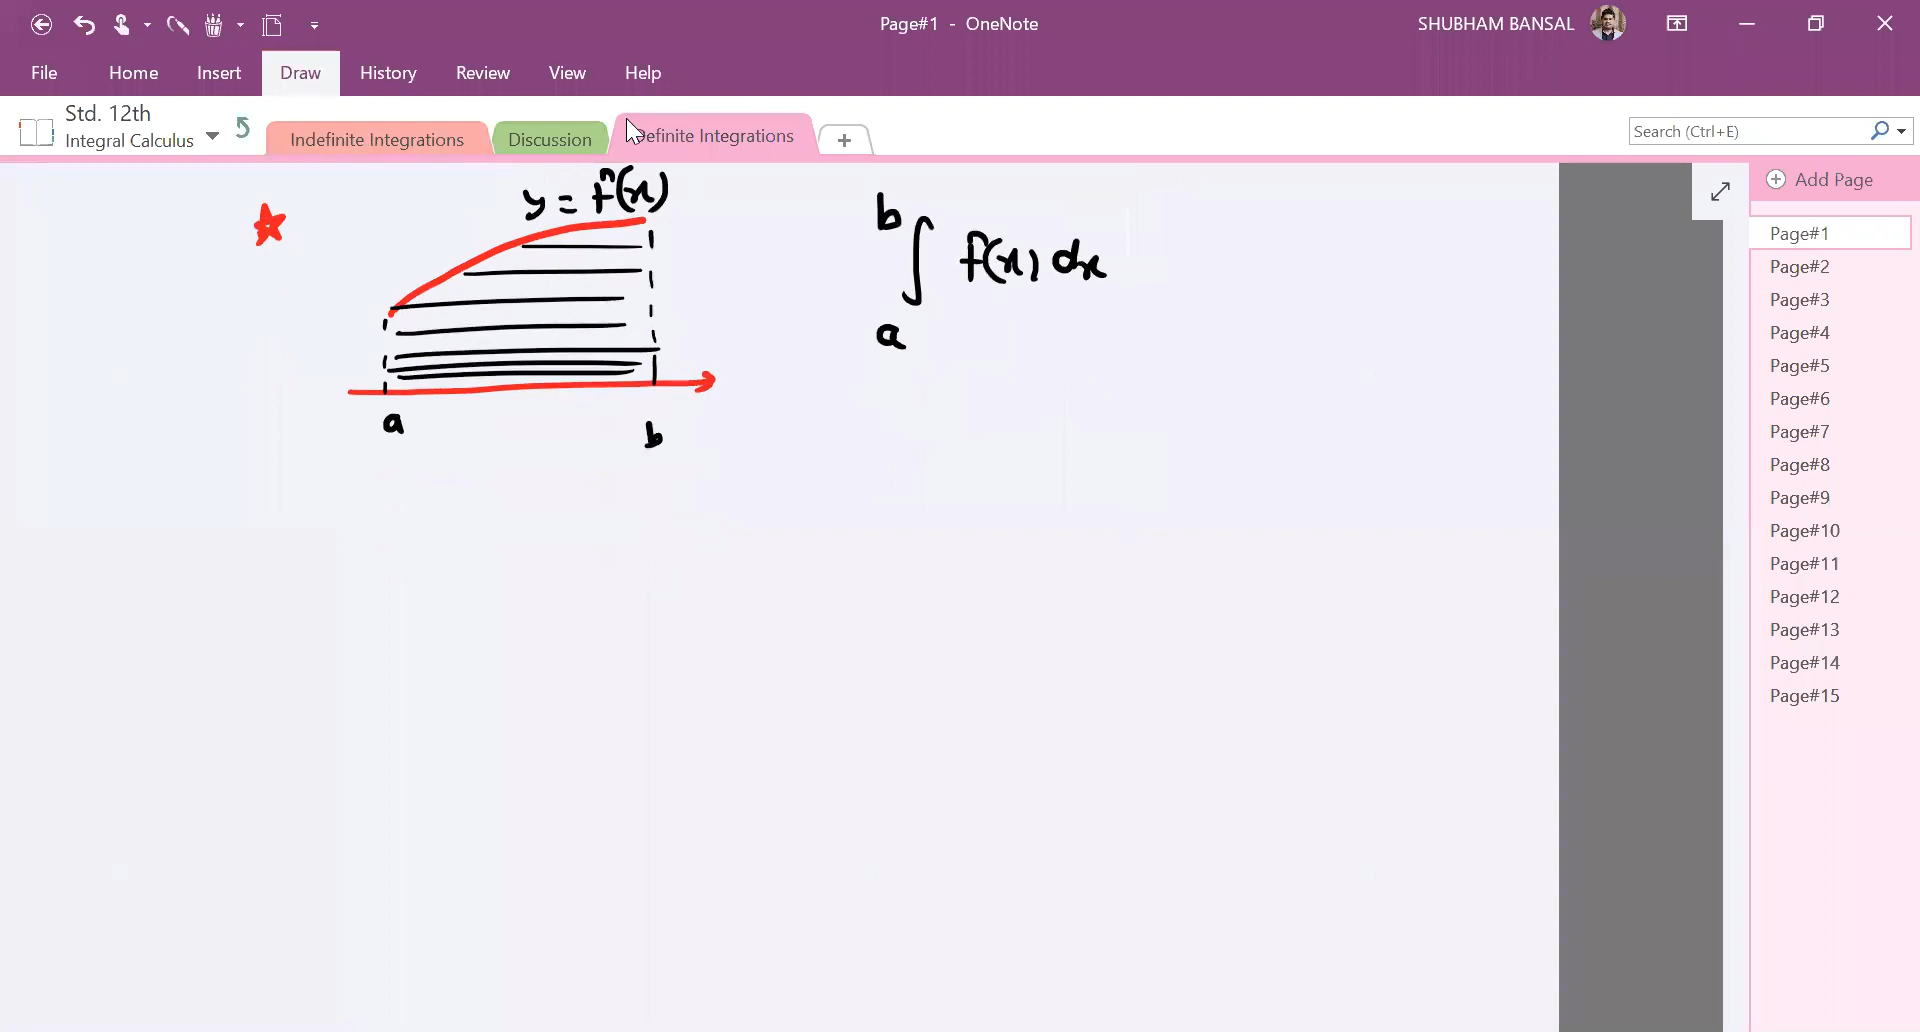 Page#1 - OneNote
SHUBHAM BANSAL
File Home Insert Draw History Review View Help
Std. 12th
Integral Calculus
Indefinite Integrations
Discussion
Definite Integrations
Search (Ctrl+E)
Add Page
y = f(x)
b
∫ f(x) dx
a
a
b
Page#1
Page#2
Page#3
Page#4
Page#5
Page#6
Page#7
Page#8
Page#9
Page#10
Page#11
Page#12
Page#13
Page#14
Page#15